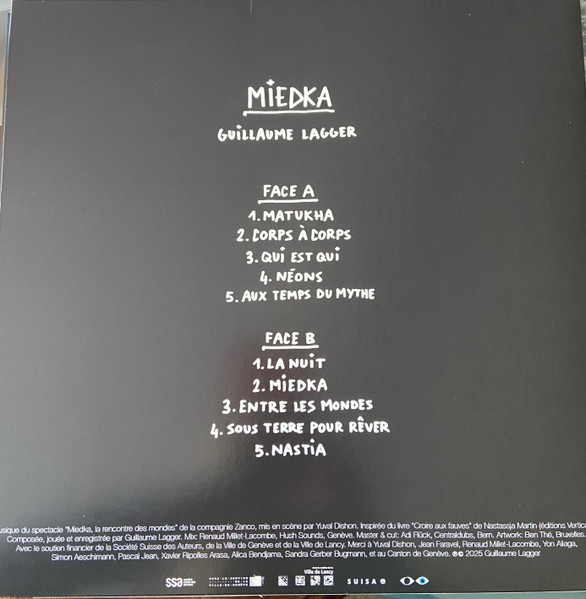 MIEDKA
GUILLAUME LAGGER
FACE A
1. MATUKHA
2. CORPS À CORPS
3. QUI EST QUI
4. NÉONS
5. AUX TEMPS DU MYTHE
FACE B
1. LA NUIT
2. MIEDKA
3. ENTRE LES MONDES
4. SOUS TERRE POUR RÊVER
5. NASTIA
usique du spectacle "Miedka, la rencontre des mondes" de la compagnie Zanco, mis en scène par Yuval Dishon. Inspirée du livre "Croire aux fauves" de Nastassja Martin (éditions Vertica
Composée, jouée et enregistrée par Guillaume Lagger. Mix: Renaud Millet-Lacombe, Hush Sounds, Genève. Master & cut: Adi Flück, Centraldubs, Bern. Artwork: Ben Thé, Bruxelles.
Avec le soutien financier de la Société Suisse des Auteurs, de la Ville de Genève et de la Ville de Lancy. Merci à Yuval Dishon, Jean Faravel, Renaud Millet-Lacombe, Yon Aliaga,
Simon Aeschimann, Pascal Jean, Xavier Ripolles Arasa, Alica Bendjama, Sandra Gerber Bugmann, et au Canton de Genève. ℗© 2025 Guillaume Lagger
ssa Ville de Lancy SUISA